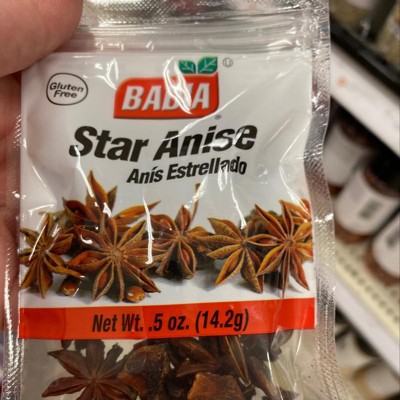 Gluten
Free
BADIA
Star Anise
Anís Estrellado
Net Wt. .5 oz. (14.2g)